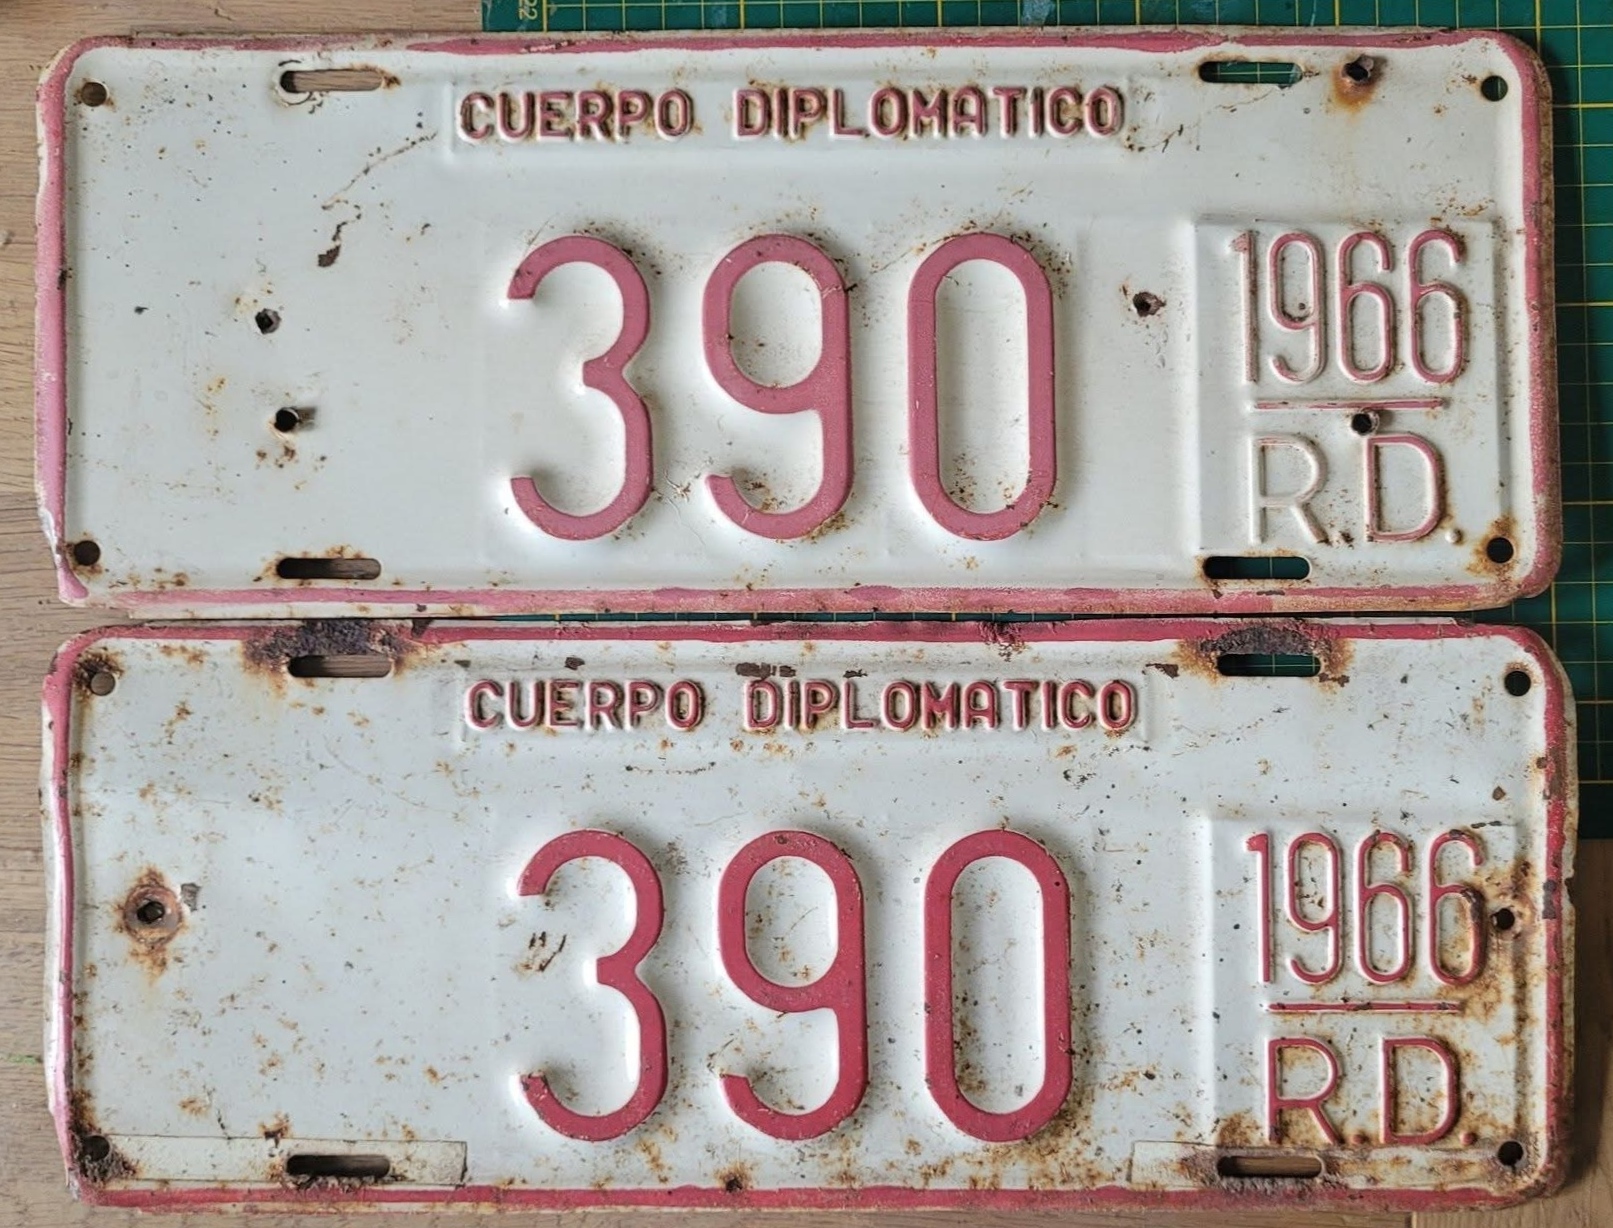 CUERPO DIPLOMATICO
390
1966
R.D.
CUERPO DIPLOMATICO
390
1966
R.D.